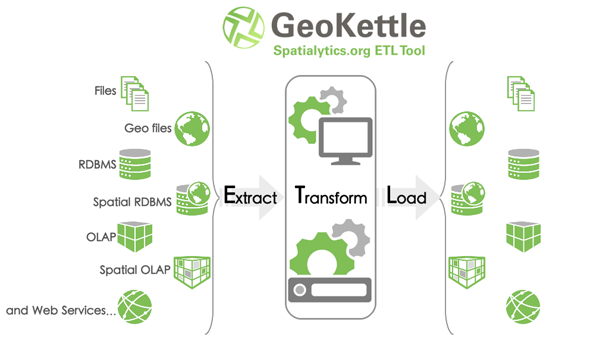 GeoKettle
Spatialytics.org ETL Tool
Files
Geo files
RDBMS
Spatial RDBMS
OLAP
Spatial OLAP
and Web Services...
Extract
Transform
Load